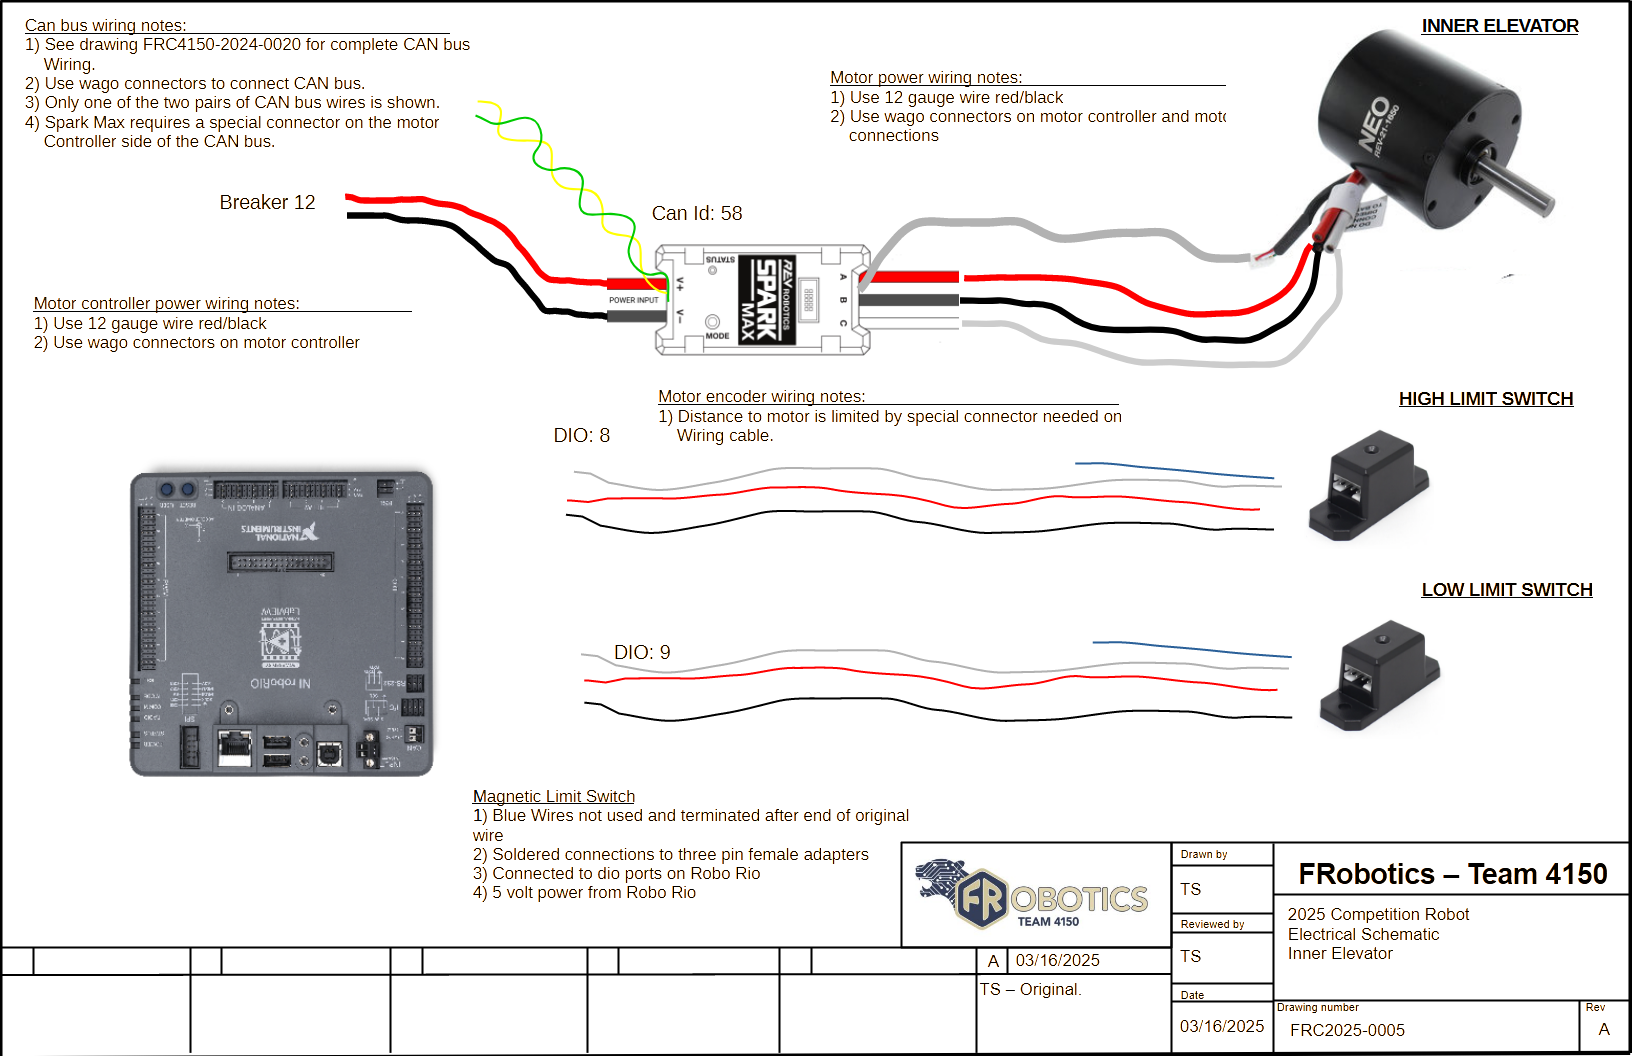 Can bus wiring notes:
1) See drawing FRC4150-2024-0020 for complete CAN bus
Wiring.
2) Use wago connectors to connect CAN bus.
3) Only one of the two pairs of CAN bus wires is shown.
4) Spark Max requires a special connector on the motor
Controller side of the CAN bus.
INNER ELEVATOR
Motor power wiring notes:
1) Use 12 gauge wire red/black
2) Use wago connectors on motor controller and moto
connections
NEO
REV-21-1650
Breaker 12
Can Id: 58
STATUS
V+
POWER INPUT
V-
MODE
REV ROBOTICS
SPARK
MAX
A
B
C
Motor controller power wiring notes:
1) Use 12 gauge wire red/black
2) Use wago connectors on motor controller
Motor encoder wiring notes:
1) Distance to motor is limited by special connector needed on
Wiring cable.
HIGH LIMIT SWITCH
DIO: 8
LOW LIMIT SWITCH
DIO: 9
ANALOG IN
NATIONAL
INSTRUMENTS
LabVIEW
NI roboRIO
RS-232
I²C
SPI
CAN
Magnetic Limit Switch
1) Blue Wires not used and terminated after end of original
wire
2) Soldered connections to three pin female adapters
3) Connected to dio ports on Robo Rio
4) 5 volt power from Robo Rio
FROBOTICS
TEAM 4150
Drawn by
TS
Reviewed by
TS
Date
03/16/2025
FRobotics – Team 4150
2025 Competition Robot
Electrical Schematic
Inner Elevator
Drawing number
FRC2025-0005
Rev
A
A 03/16/2025
TS – Original.